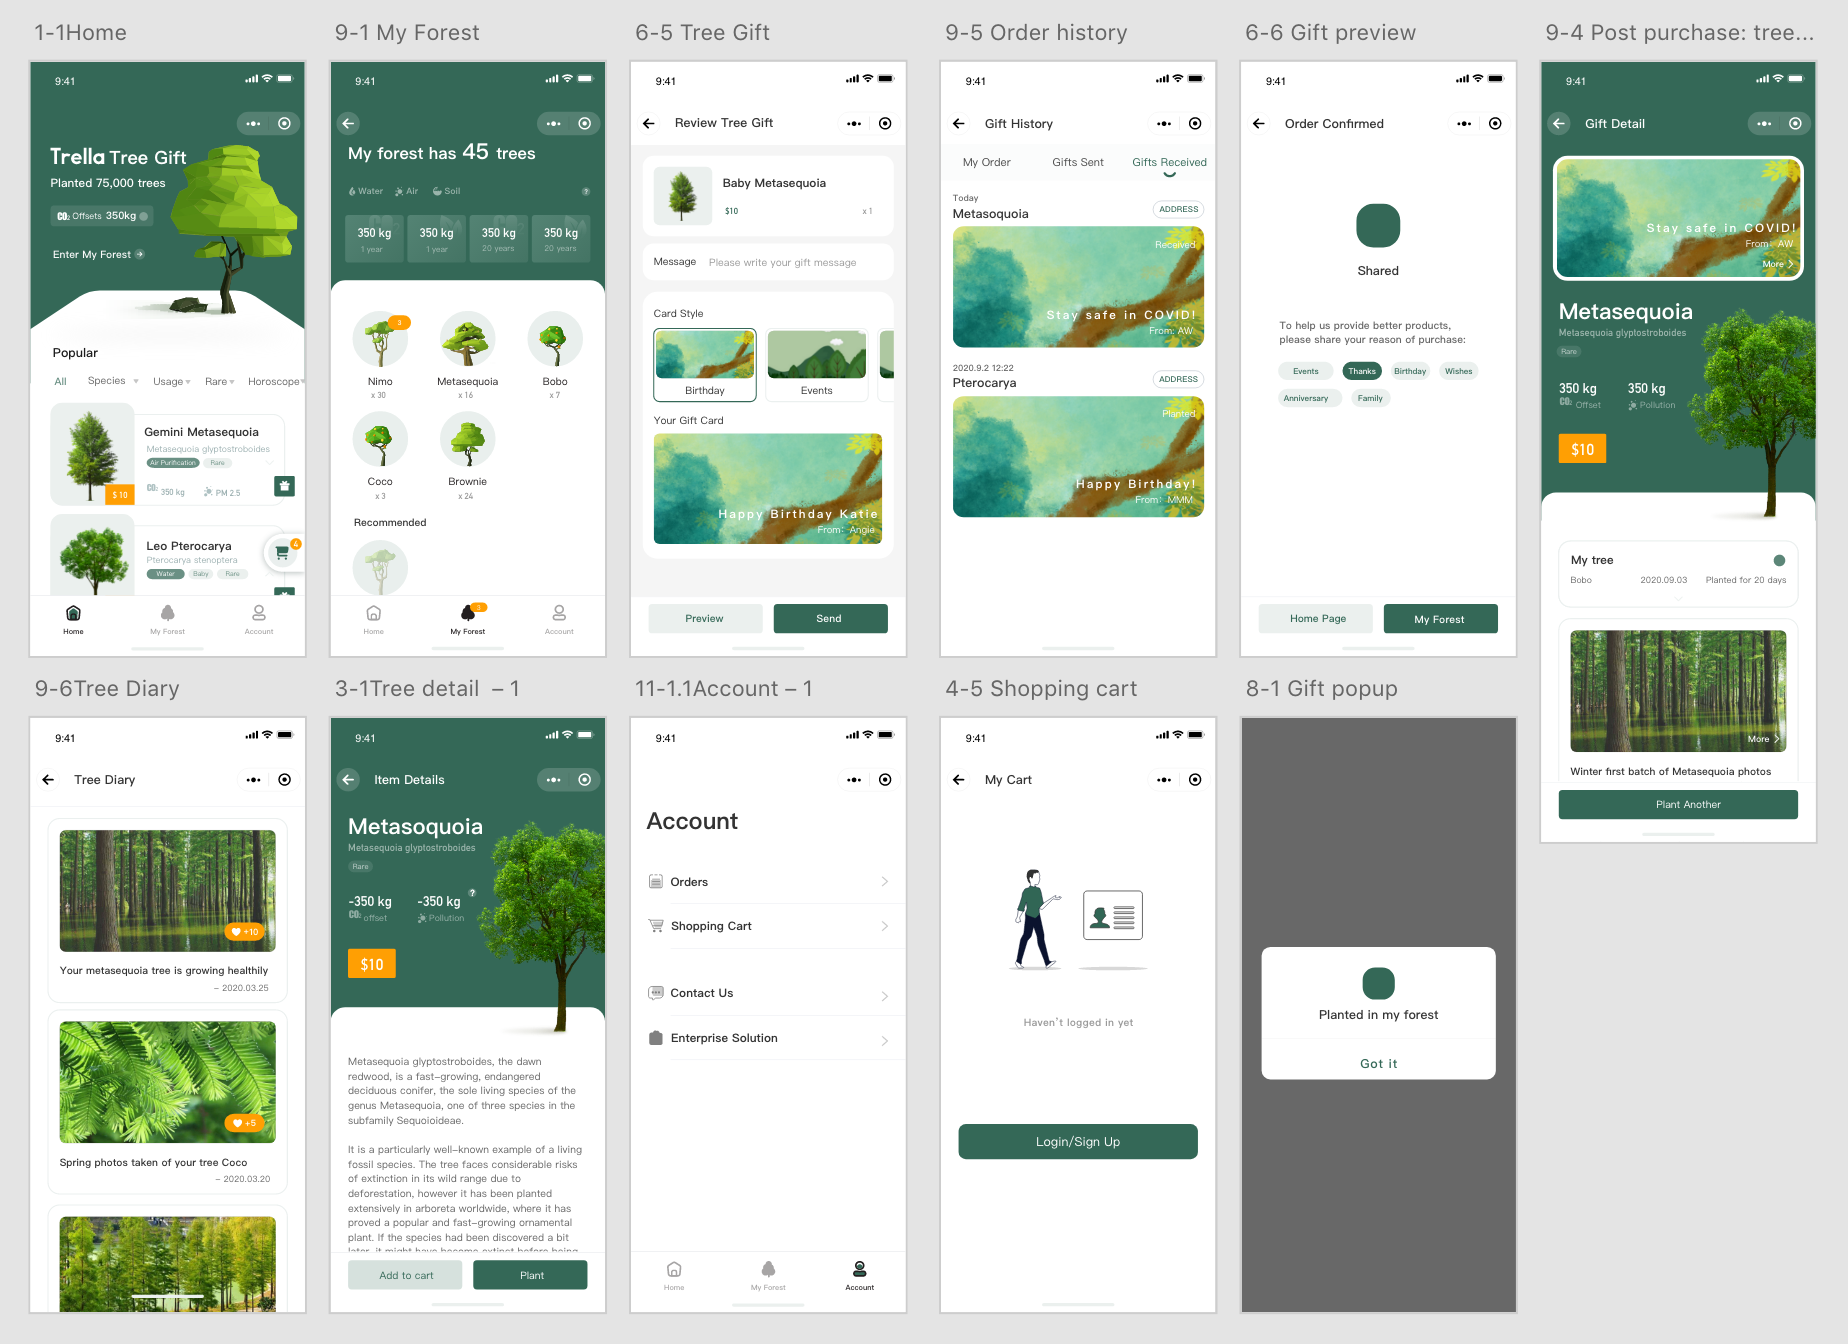 1-1Home
9:41
Trella Tree Gift
Planted 75,000 trees
CO₂ Offsets 350kg
Enter My Forest
Popular
All Species Usage Rare Horoscope
Gemini Metasequoia
Metasequoia glyptostroboides
Air Purification Rare
CO₂ 350 kg PM 2.5
$ 10
Leo Pterocarya
Pterocarya stenoptera
Water Baby Rare
4
Home My Forest Account
9-1 My Forest
9:41
My forest has 45 trees
Water Air Soil ?
350 kg 350 kg 350 kg 350 kg
1 year 1 year 20 years 20 years
3
Nimo Metasequoia Bobo
x 30 x 16 x 7
Coco Brownie
x 3 x 24
Recommended
3
Home My Forest Account
6-5 Tree Gift
9:41
Review Tree Gift
Baby Metasequoia
$10 x 1
Message Please write your gift message
Card Style
Birthday Events
Your Gift Card
Happy Birthday Katie
From: Angie
Preview Send
9-5 Order history
9:41
Gift History
My Order Gifts Sent Gifts Received
Today
Metasoquoia ADDRESS
Received
Stay safe in COVID!
From: AW
2020.9.2 12:22
Pterocarya ADDRESS
Planted
Happy Birthday!
From: MMM
6-6 Gift preview
9:41
Order Confirmed
Shared
To help us provide better products,
please share your reason of purchase:
Events Thanks Birthday Wishes
Anniversary Family
Home Page My Forest
9-4 Post purchase: tree...
9:41
Gift Detail
Stay safe in COVID!
From: AW
More
Metasequoia
Metasequoia glyptostroboides
Rare
350 kg 350 kg
CO₂ Offset Pollution
$10
My tree
Bobo 2020.09.03 Planted for 20 days
More
Winter first batch of Metasequoia photos
Plant Another
9-6Tree Diary
9:41
Tree Diary
+10
Your metasequoia tree is growing healthily
– 2020.03.25
+5
Spring photos taken of your tree Coco
– 2020.03.20
3-1Tree detail – 1
9:41
Item Details
Metasoquoia
Metasequoia glyptostroboides
Rare
-350 kg -350 kg ?
CO₂ offset Pollution
$10
Metasequoia glyptostroboides, the dawn
redwood, is a fast–growing, endangered
deciduous conifer, the sole living species of the
genus Metasequoia, one of three species in the
subfamily Sequoioideae.
It is a particularly well–known example of a living
fossil species. The tree faces considerable risks
of extinction in its wild range due to
deforestation, however it has been planted
extensively in arboreta worldwide, where it has
proved a popular and fast–growing ornamental
plant. If the species had been discovered a bit
later, it might have become extinct before being
Add to cart Plant
11-1.1Account – 1
9:41
Account
Orders
Shopping Cart
Contact Us
Enterprise Solution
Home My Forest Account
4-5 Shopping cart
9:41
My Cart
Haven't logged in yet
Login/Sign Up
8-1 Gift popup
Planted in my forest
Got it